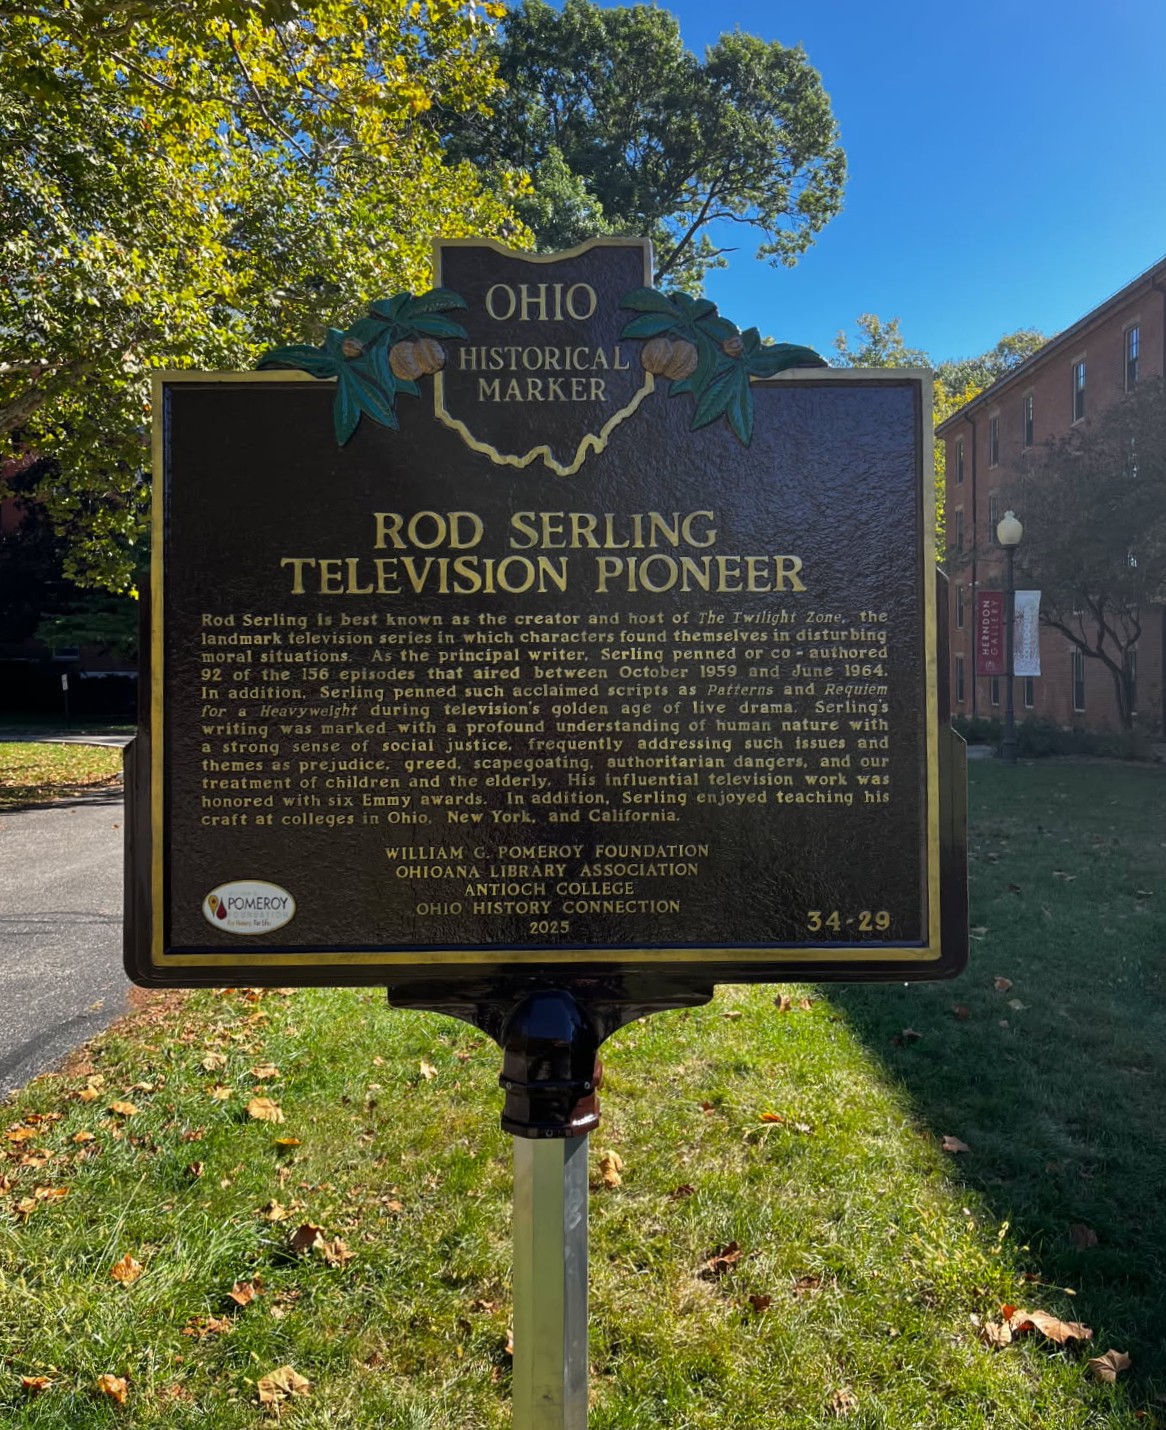 OHIO
HISTORICAL
MARKER
ROD SERLING
TELEVISION PIONEER
Rod Serling is best known as the creator and host of The Twilight Zone, the
landmark television series in which characters found themselves in disturbing
moral situations. As the principal writer, Serling penned or co-authored
92 of the 156 episodes that aired between October 1959 and June 1964.
In addition, Serling penned such acclaimed scripts as Patterns and Requiem
for a Heavyweight during television's golden age of live drama. Serling's
writing was marked with a profound understanding of human nature with
a strong sense of social justice, frequently addressing such issues and
themes as prejudice, greed, scapegoating, authoritarian dangers, and our
treatment of children and the elderly. His influential television work was
honored with six Emmy awards. In addition, Serling enjoyed teaching his
craft at colleges in Ohio, New York, and California.
WILLIAM G. POMEROY FOUNDATION
OHIOANA LIBRARY ASSOCIATION
ANTIOCH COLLEGE
OHIO HISTORY CONNECTION
2025
POMEROY
FOUNDATION
34-29
HERNDON
GALLERY